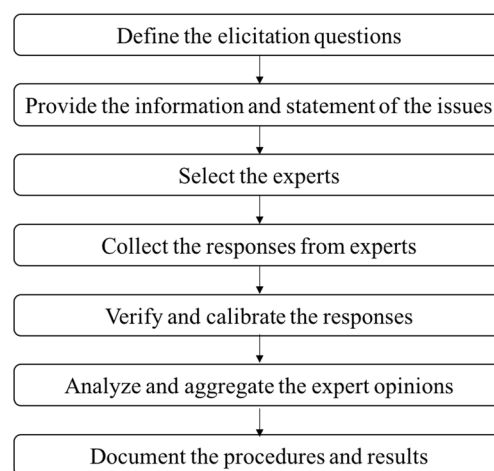 Define the elicitation questions
Provide the information and statement of the issues
Select the experts
Collect the responses from experts
Verify and calibrate the responses
Analyze and aggregate the expert opinions
Document the procedures and results